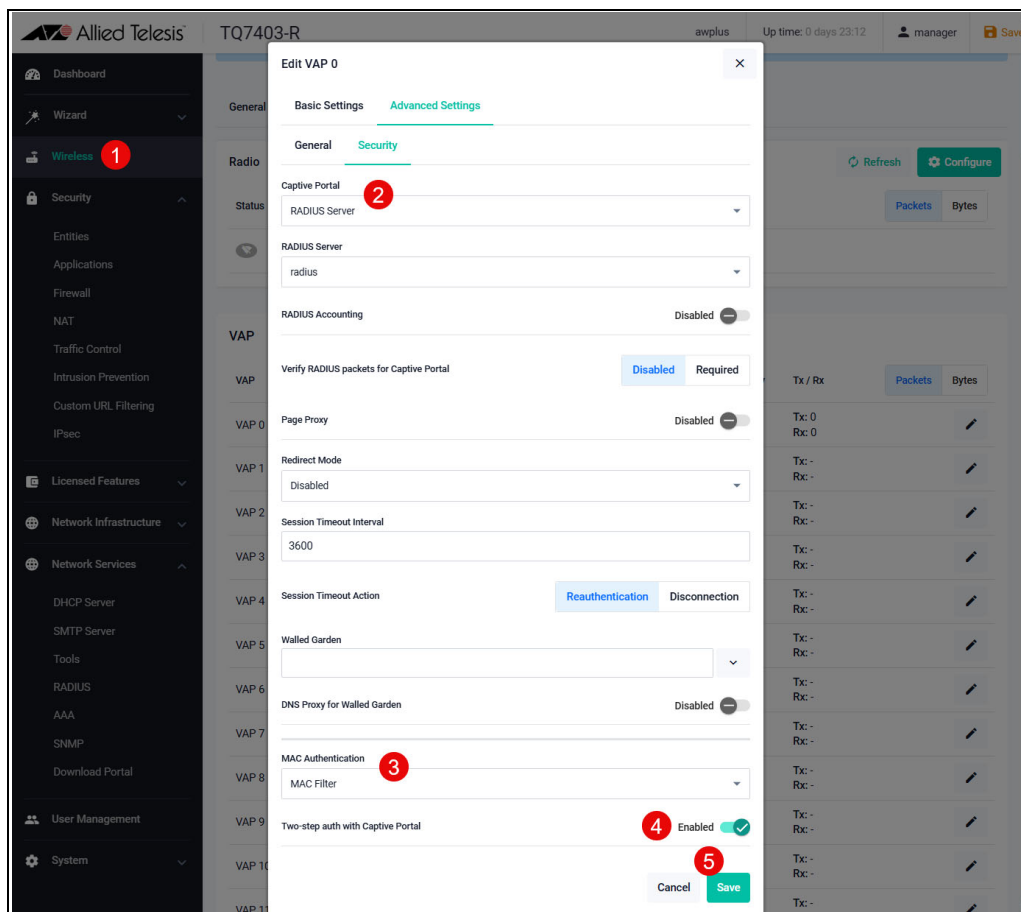 Allied Telesis
TQ7403-R
awplus
Up time: 0 days 23:12
manager
Save
Dashboard
Wizard
Wireless
1
Security
Entities
Applications
Firewall
NAT
Traffic Control
Intrusion Prevention
Custom URL Filtering
IPsec
Licensed Features
Network Infrastructure
Network Services
DHCP Server
SMTP Server
Tools
RADIUS
AAA
SNMP
Download Portal
User Management
System
General
Radio
Refresh
Configure
Status
Packets Bytes
VAP
VAP
Tx / Rx
Packets Bytes
VAP 0
Tx: 0
Rx: 0
VAP 1
Tx: -
Rx: -
VAP 2
Tx: -
Rx: -
VAP 3
Tx: -
Rx: -
VAP 4
Tx: -
Rx: -
VAP 5
Tx: -
Rx: -
VAP 6
Tx: -
Rx: -
VAP 7
Tx: -
Rx: -
VAP 8
Tx: -
Rx: -
VAP 9
Tx: -
Rx: -
VAP 10
Tx: -
Rx: -
VAP 11
Tx: -
Edit VAP 0
Basic Settings Advanced Settings
General Security
Captive Portal
2
RADIUS Server
RADIUS Server
radius
RADIUS Accounting Disabled
Verify RADIUS packets for Captive Portal Disabled Required
Page Proxy Disabled
Redirect Mode
Disabled
Session Timeout Interval
3600
Session Timeout Action Reauthentication Disconnection
Walled Garden
DNS Proxy for Walled Garden Disabled
MAC Authentication
3
MAC Filter
Two-step auth with Captive Portal 4 Enabled
5
Cancel Save